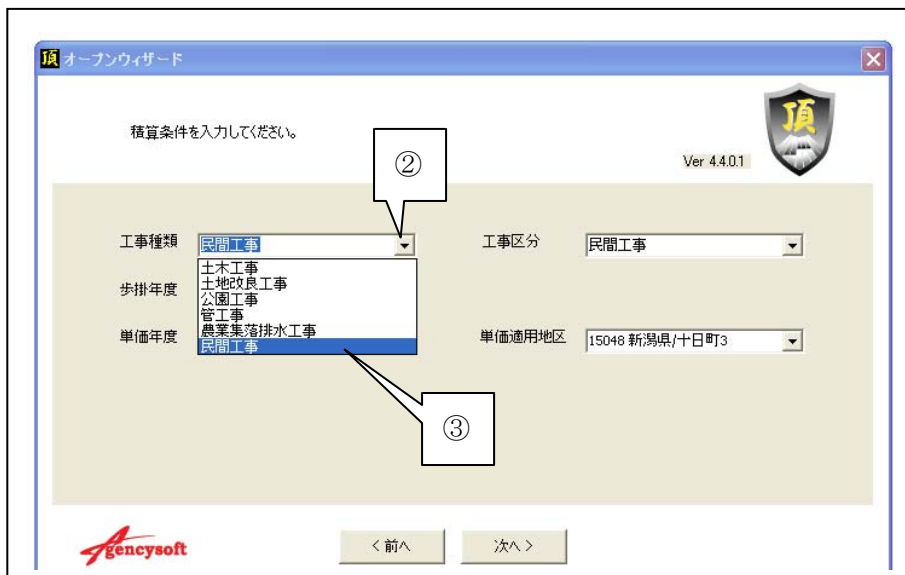 頂 オープンウィザード
積算条件を入力してください。
頂
Ver 4.4.0.1
②
工事種類
民間工事
工事区分
民間工事
土木工事
土地改良工事
公園工事
管工事
農業集落排水工事
民間工事
歩掛年度
単価年度
単価適用地区
15048 新潟県/十日町3
③
Agencysoft
< 前へ
次へ >